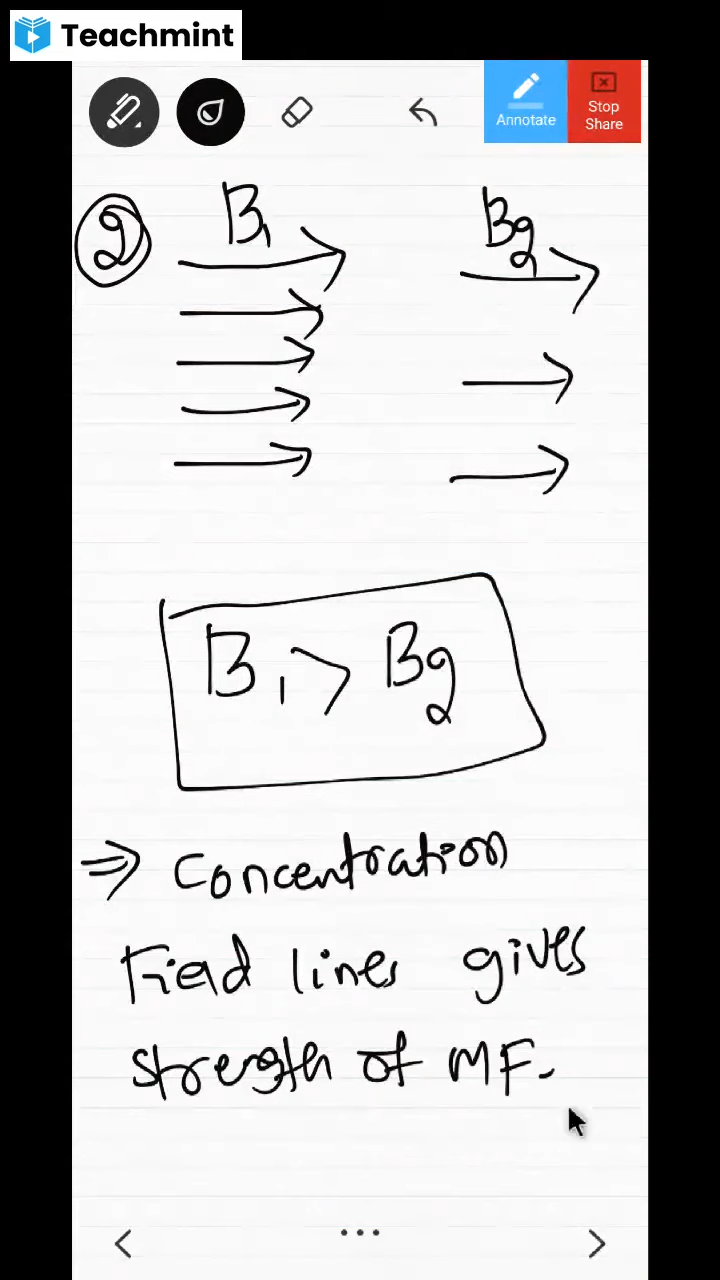 Teachmint
Annotate
Stop
Share
2 B1 B2
B1 > B2
⇒ Concentration
Field lines gives
strength of MF.